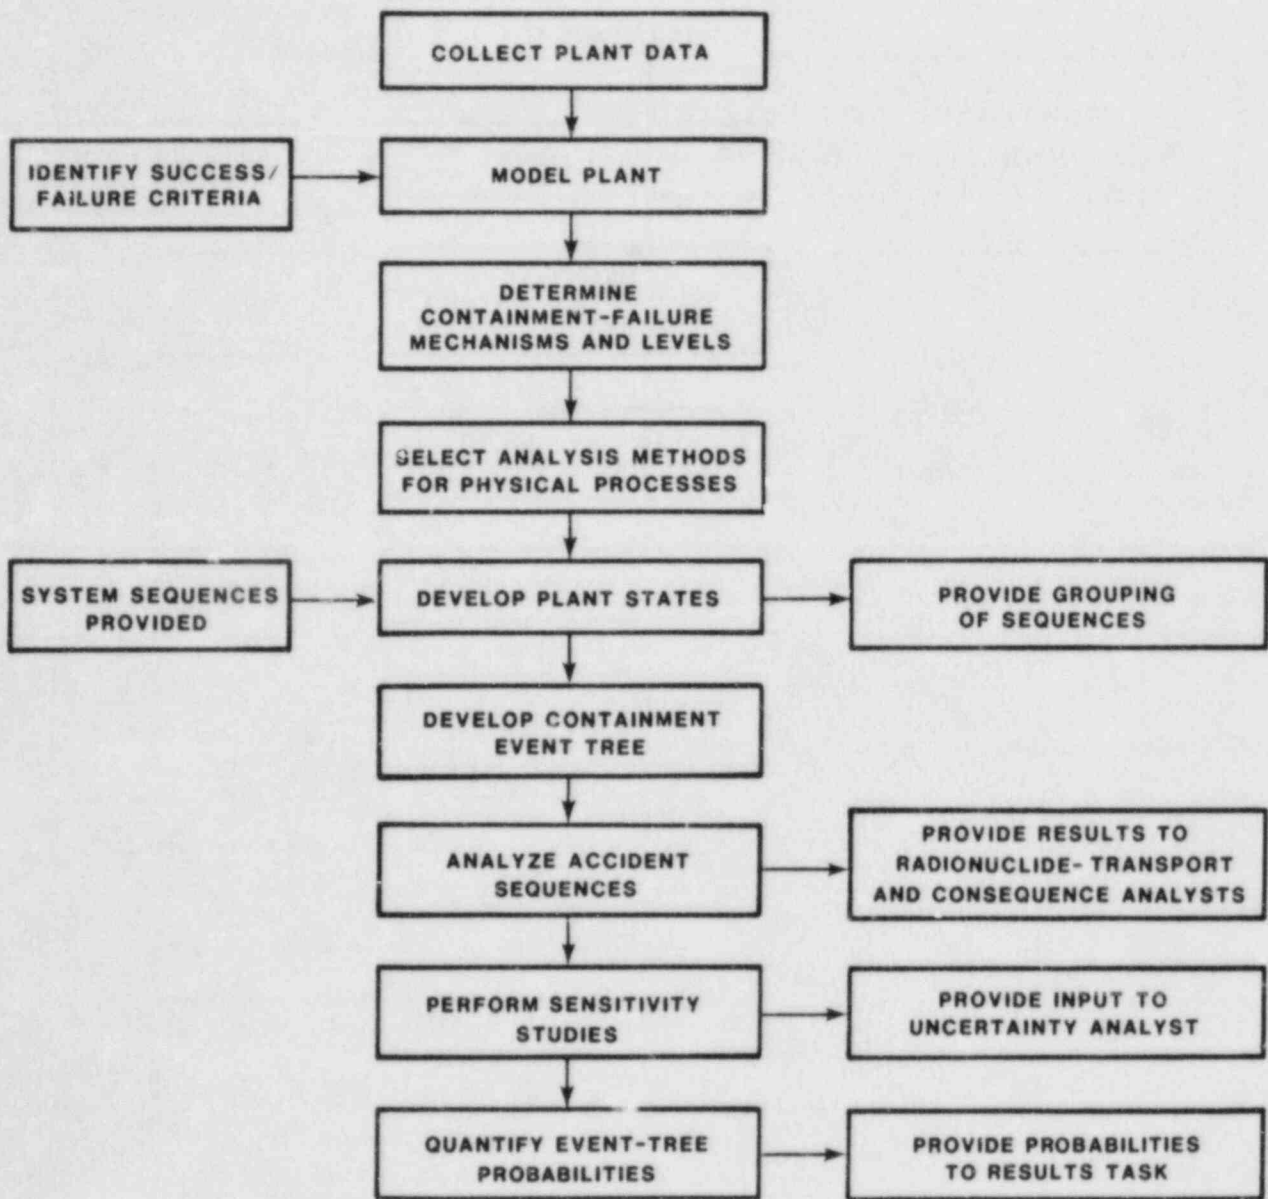 COLLECT PLANT DATA
IDENTIFY SUCCESS/
FAILURE CRITERIA
MODEL PLANT
DETERMINE
CONTAINMENT-FAILURE
MECHANISMS AND LEVELS
SELECT ANALYSIS METHODS
FOR PHYSICAL PROCESSES
SYSTEM SEQUENCES
PROVIDED
DEVELOP PLANT STATES
PROVIDE GROUPING
OF SEQUENCES
DEVELOP CONTAINMENT
EVENT TREE
ANALYZE ACCIDENT
SEQUENCES
PROVIDE RESULTS TO
RADIONUCLIDE-TRANSPORT
AND CONSEQUENCE ANALYSTS
PERFORM SENSITIVITY
STUDIES
PROVIDE INPUT TO
UNCERTAINTY ANALYST
QUANTIFY EVENT-TREE
PROBABILITIES
PROVIDE PROBABILITIES
TO RESULTS TASK